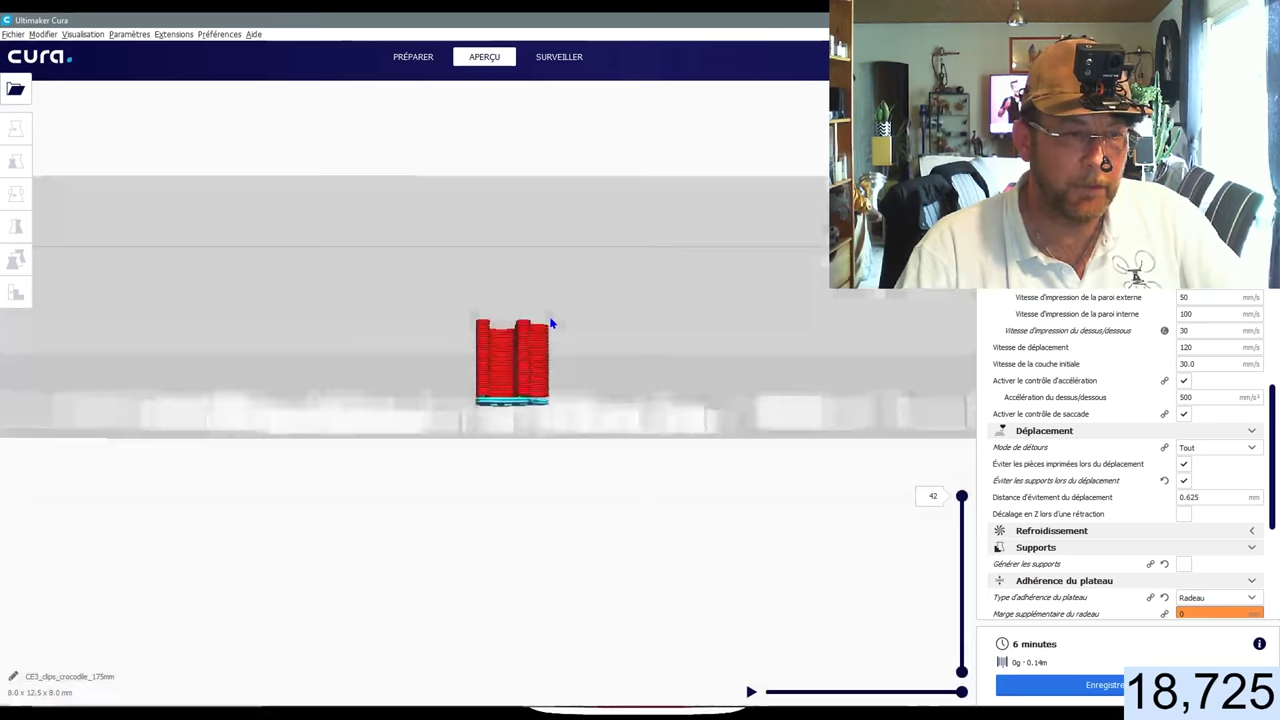 Ultimaker Cura
Fichier Modifier Visualisation Paramètres Extensions Préférences Aide
cura.
PRÉPARER APERÇU SURVEILLER
Vitesse d'impression de la paroi externe 50 mm/s
Vitesse d'impression de la paroi interne 100 mm/s
Vitesse d'impression du dessus/dessous 30 mm/s
Vitesse de déplacement 120 mm/s
Vitesse de la couche initiale 30.0 mm/s
Activer le contrôle d'accélération
Accélération du dessus/dessous 500 mm/s²
Activer le contrôle de saccade
Déplacement
Mode de détours Tout
Éviter les pièces imprimées lors du déplacement
Éviter les supports lors du déplacement
42
Distance d'évitement du déplacement 0.625 mm
Décalage en Z lors d'une rétraction
Refroidissement
Supports
Générer les supports
Adhérence du plateau
Type d'adhérence du plateau Radeau
Marge supplémentaire du radeau 0
6 minutes
0g · 0.14m
CE3_clips_crocodile_175mm
8.0 x 12.5 x 8.0 mm
Enregistre
18,725